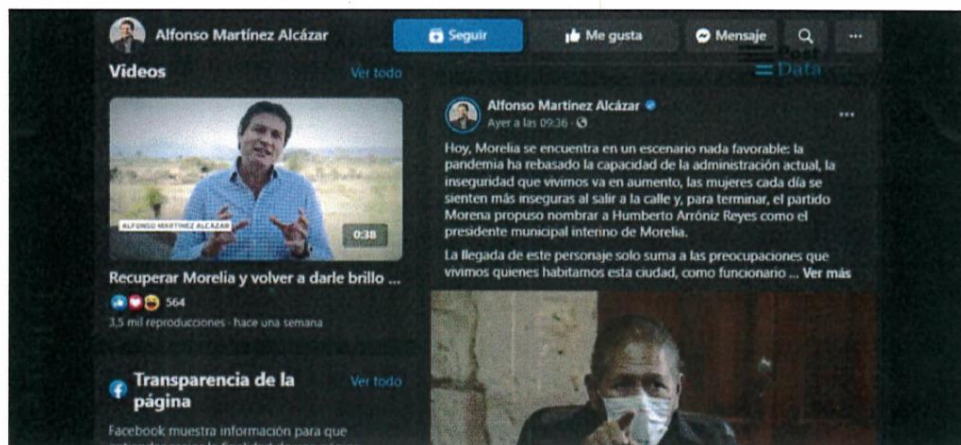 Alfonso Martínez Alcázar
Seguir
Me gusta
Mensaje
Post
Data
Videos
Ver todo
ALFONSO MARTÍNEZ ALCÁZAR
0:38
Recuperar Morelia y volver a darle brillo ...
564
3,5 mil reproducciones · hace una semana
Transparencia de la
página
Ver todo
Facebook muestra información para que
Alfonso Martínez Alcázar
Ayer a las 09:36
Hoy, Morelia se encuentra en un escenario nada favorable: la
pandemia ha rebasado la capacidad de la administración actual, la
inseguridad que vivimos va en aumento, las mujeres cada día se
sienten más inseguras al salir a la calle y, para terminar, el partido
Morena propuso nombrar a Humberto Arróniz Reyes como el
presidente municipal interino de Morelia.
La llegada de este personaje solo suma a las preocupaciones que
vivimos quienes habitamos esta ciudad, como funcionario ... Ver más